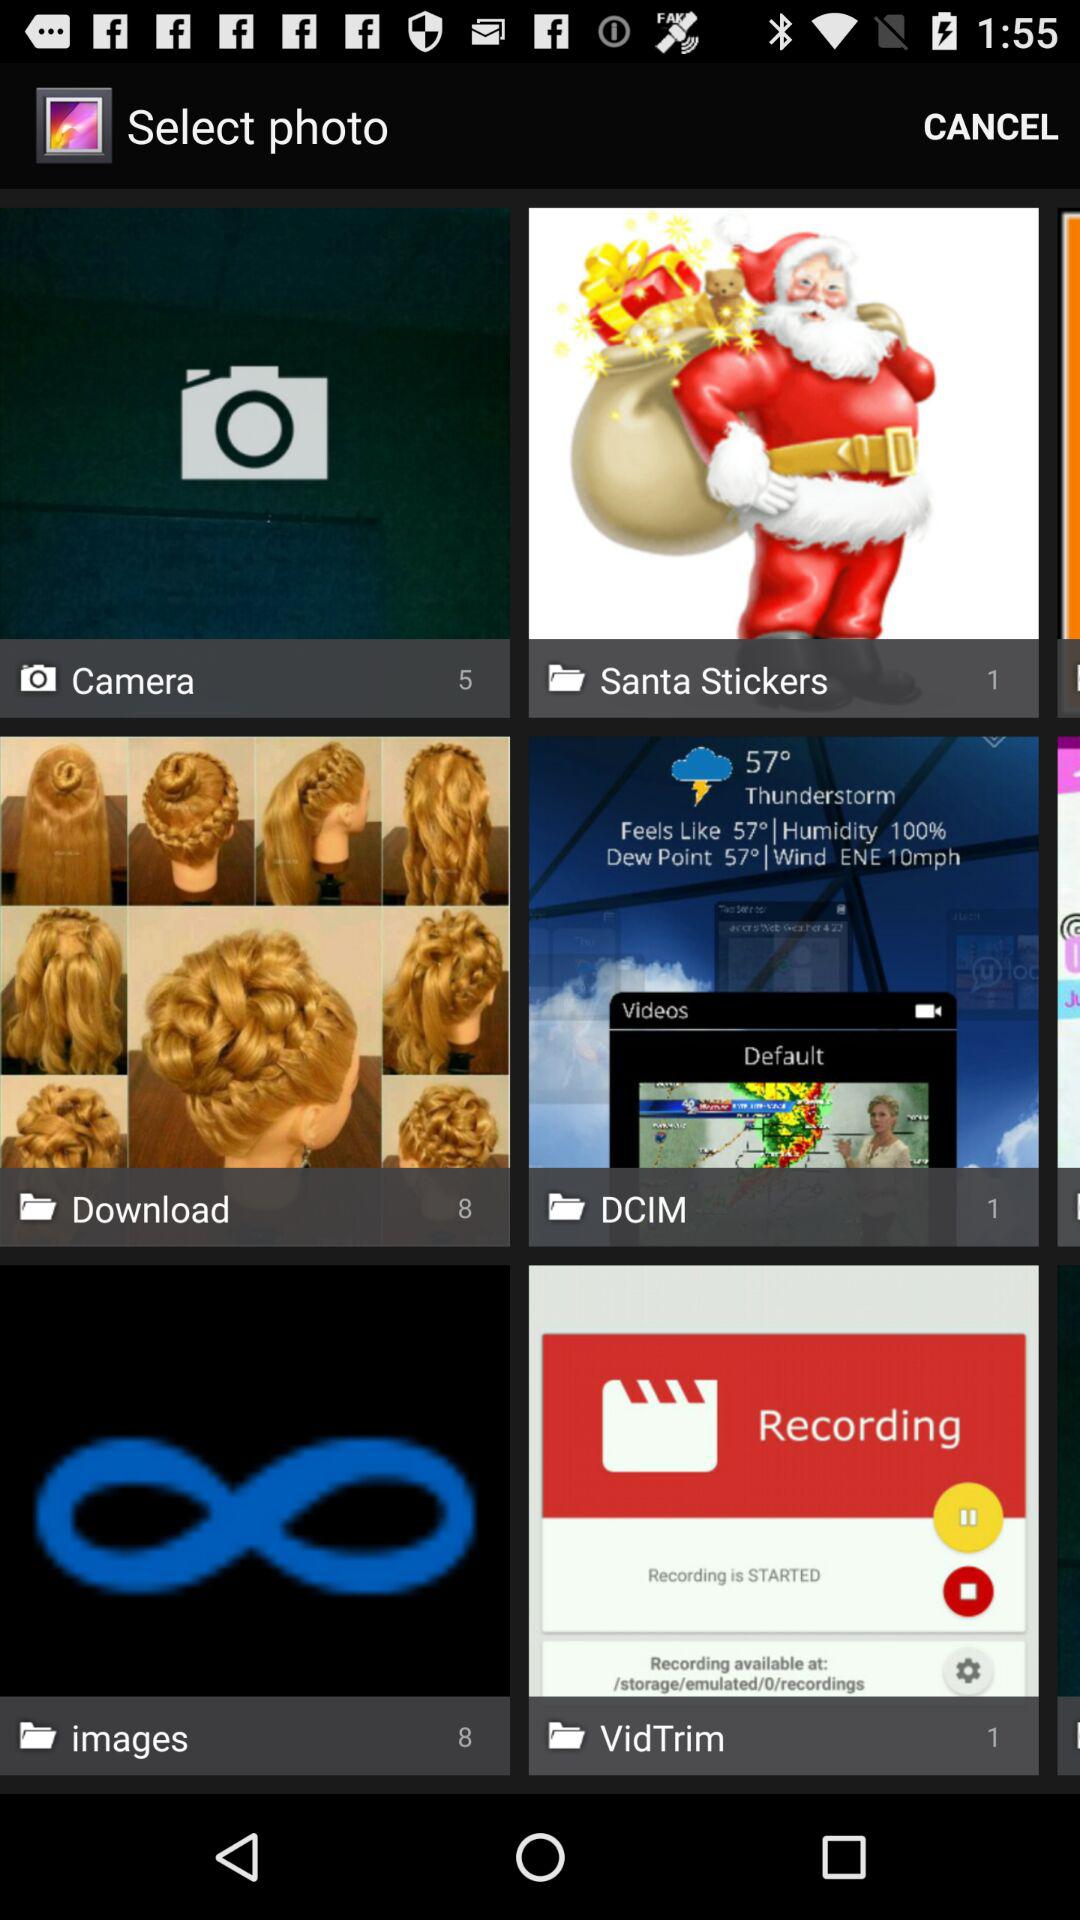 FAKE
1:55
Select photo
CANCEL
Camera 5
Santa Stickers 1
57°
Thunderstorm
Feels Like 57° | Humidity 100%
Dew Point 57° | Wind ENE 10mph
Videos
Default
Download 8
DCIM 1
Ju
Recording
Recording is STARTED
Recording available at:
/storage/emulated/0/recordings
images 8
VidTrim 1